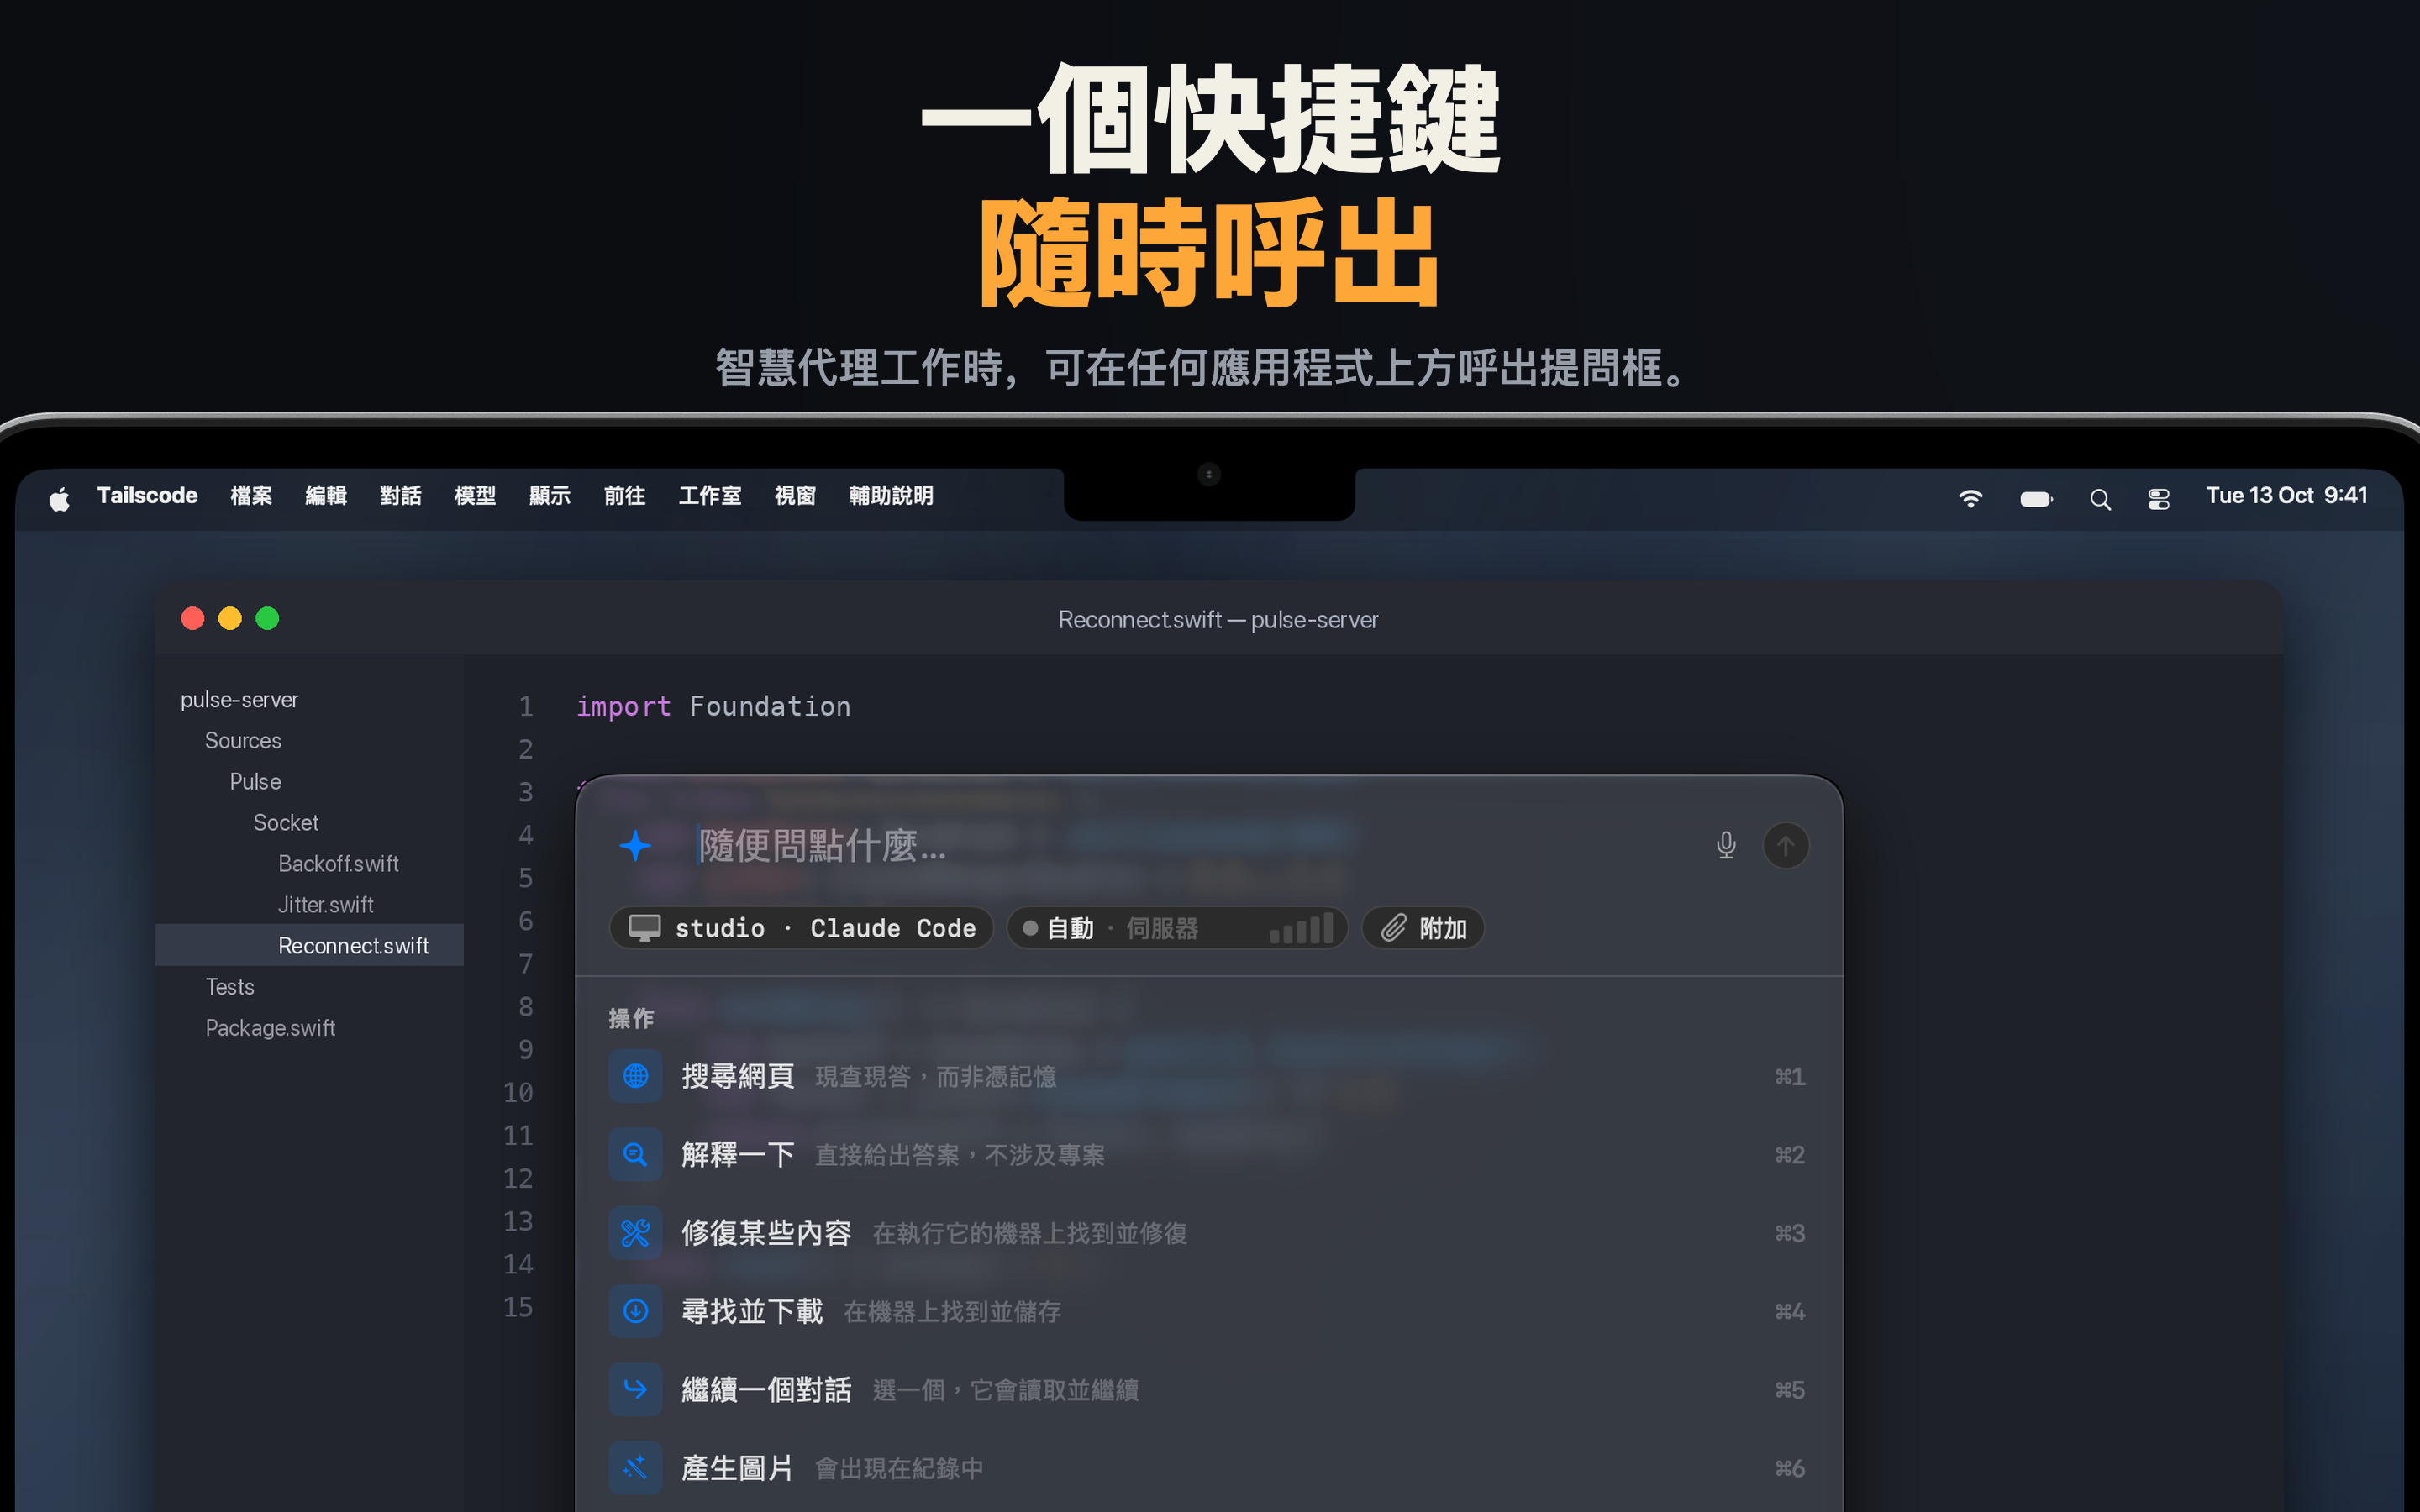 一個快捷鍵
隨時呼出
智慧代理工作時，可在任何應用程式上方呼出提問框。
Tailscode 檔案 編輯 對話 模型 顯示 前往 工作室 視窗 輔助說明 Tue 13 Oct 9:41
Reconnect.swift — pulse-server
pulse-server
Sources
Pulse
Socket
Backoff.swift
Jitter.swift
Reconnect.swift
Tests
Package.swift
1 import Foundation
2
3
4
5
6
7
8
9
10
11
12
13
14
15
隨便問點什麼...
studio · Claude Code 自動 · 伺服器 附加
操作
搜尋網頁 現查現答，而非憑記憶 ⌘1
解釋一下 直接給出答案，不涉及專案 ⌘2
修復某些內容 在執行它的機器上找到並修復 ⌘3
尋找並下載 在機器上找到並儲存 ⌘4
繼續一個對話 選一個，它會讀取並繼續 ⌘5
產生圖片 會出現在紀錄中 ⌘6